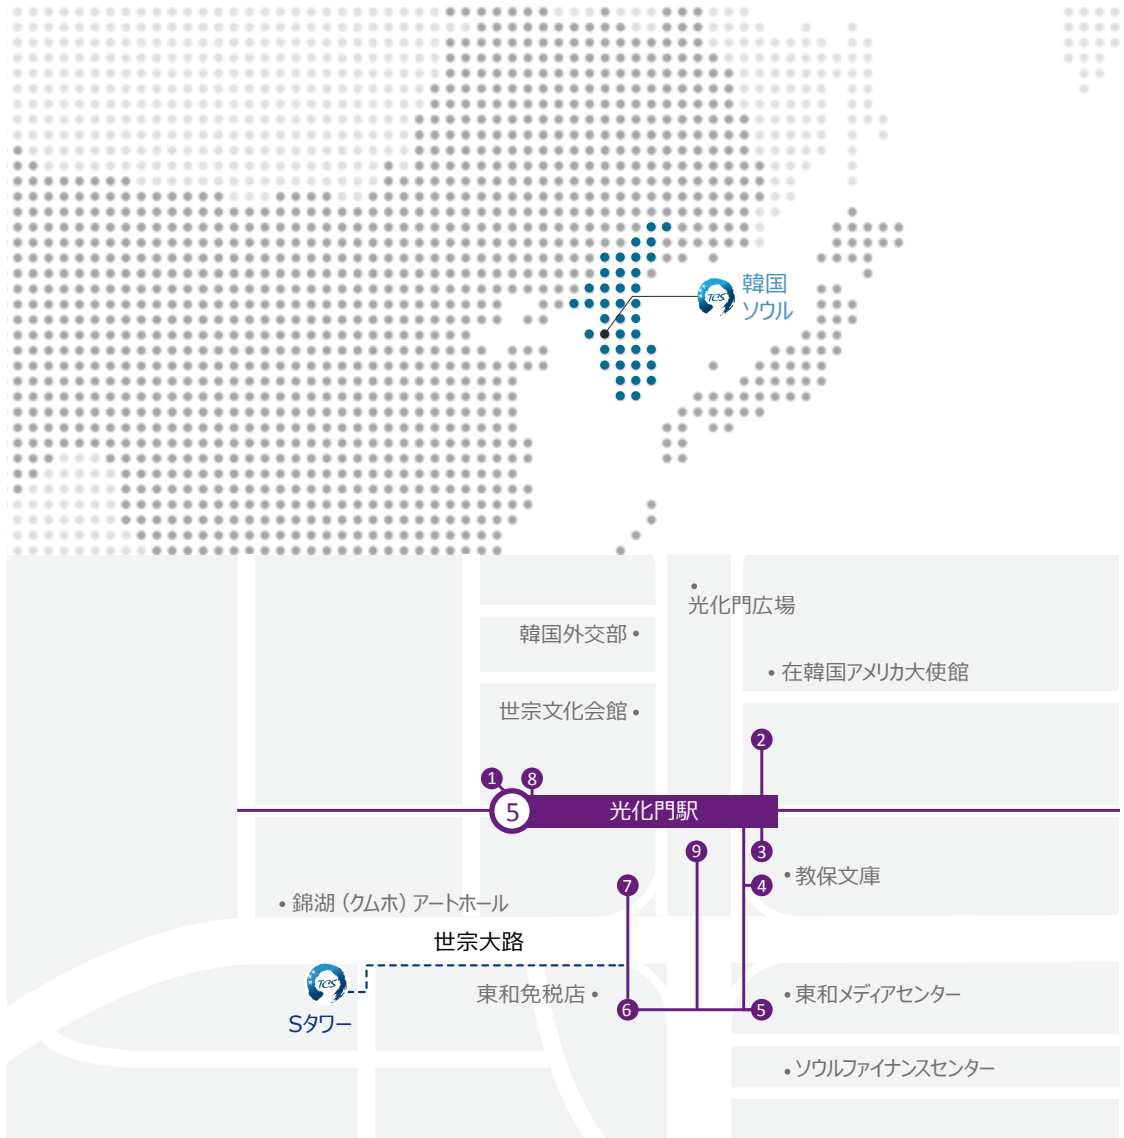 TCS
韓国
ソウル
光化門広場
韓国外交部
在韓国アメリカ大使館
世宗文化会館
2
1
8
5
光化門駅
9
3
7
4
教保文庫
錦湖（クムホ）アートホール
世宗大路
TCS
東和免税店
東和メディアセンター
6
5
Sタワー
ソウルファイナンスセンター